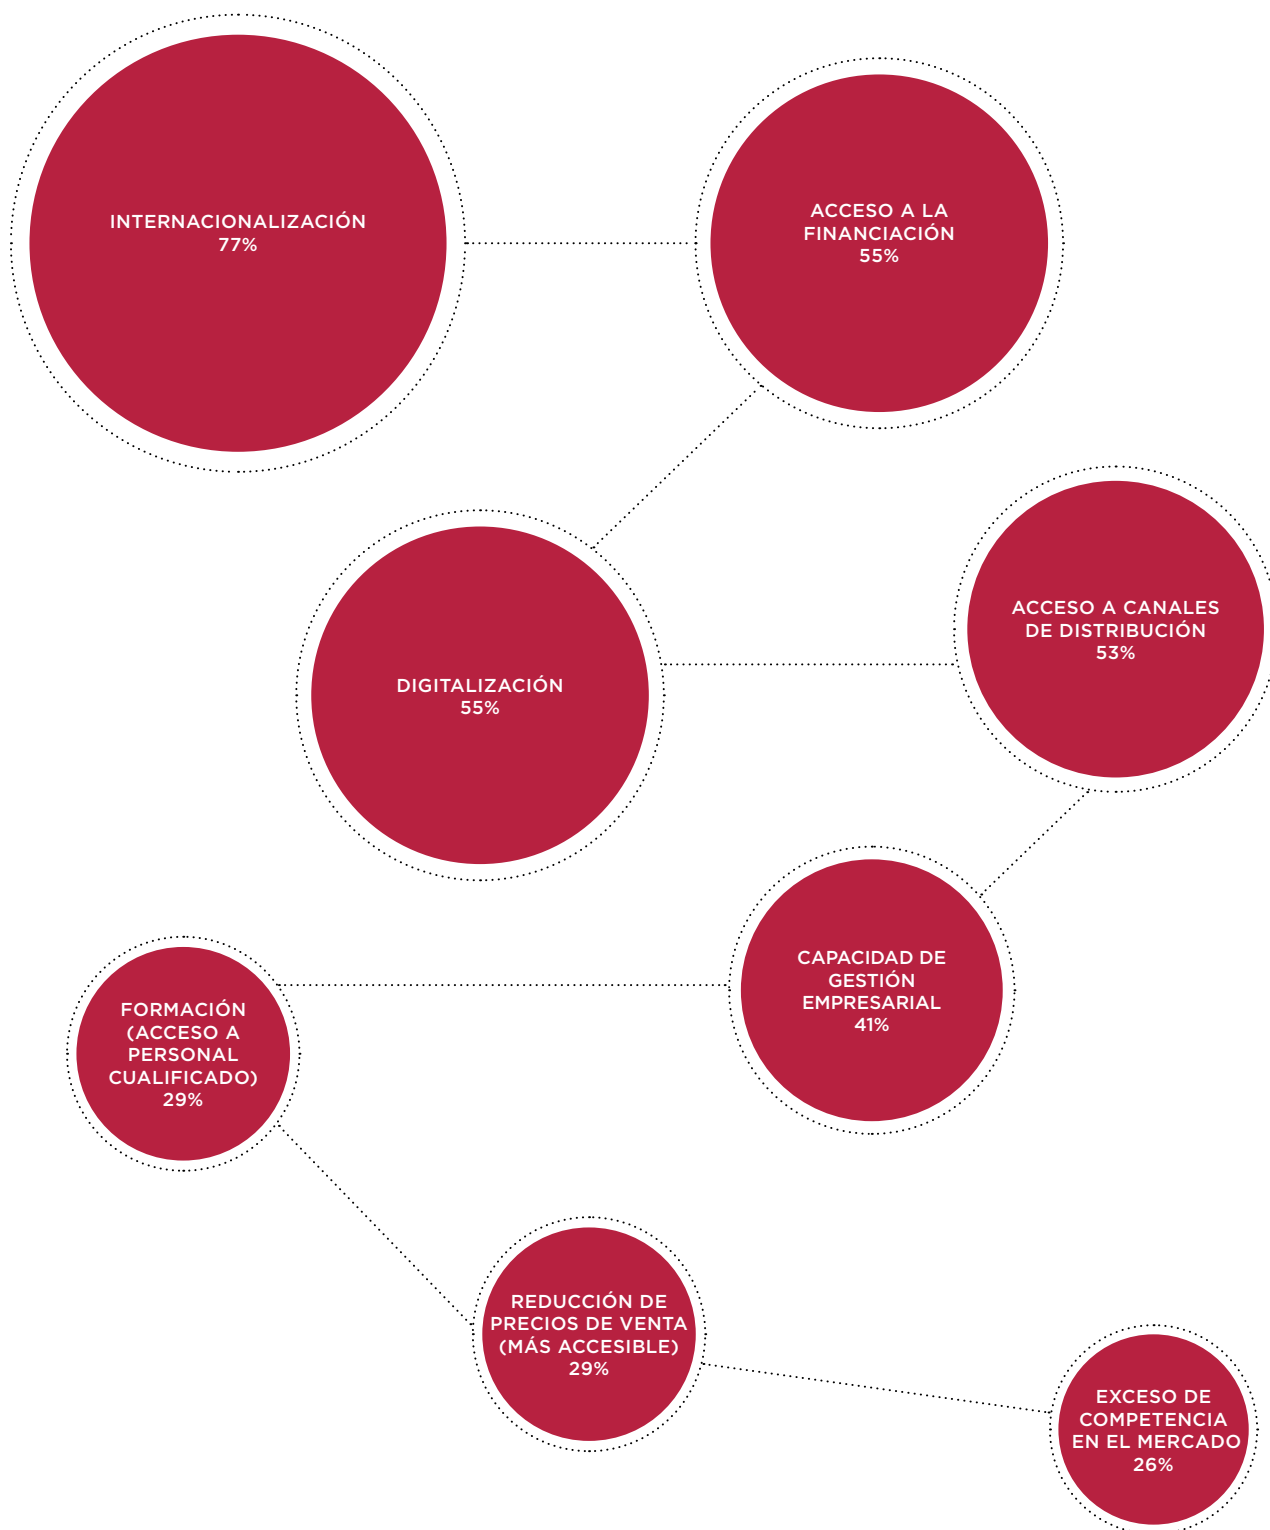 INTERNACIONALIZACIÓN
77%
ACCESO A LA
FINANCIACIÓN
55%
DIGITALIZACIÓN
55%
ACCESO A CANALES
DE DISTRIBUCIÓN
53%
CAPACIDAD DE
GESTIÓN
EMPRESARIAL
41%
FORMACIÓN
(ACCESO A
PERSONAL
CUALIFICADO)
29%
REDUCCIÓN DE
PRECIOS DE VENTA
(MÁS ACCESIBLE)
29%
EXCESO DE
COMPETENCIA
EN EL MERCADO
26%